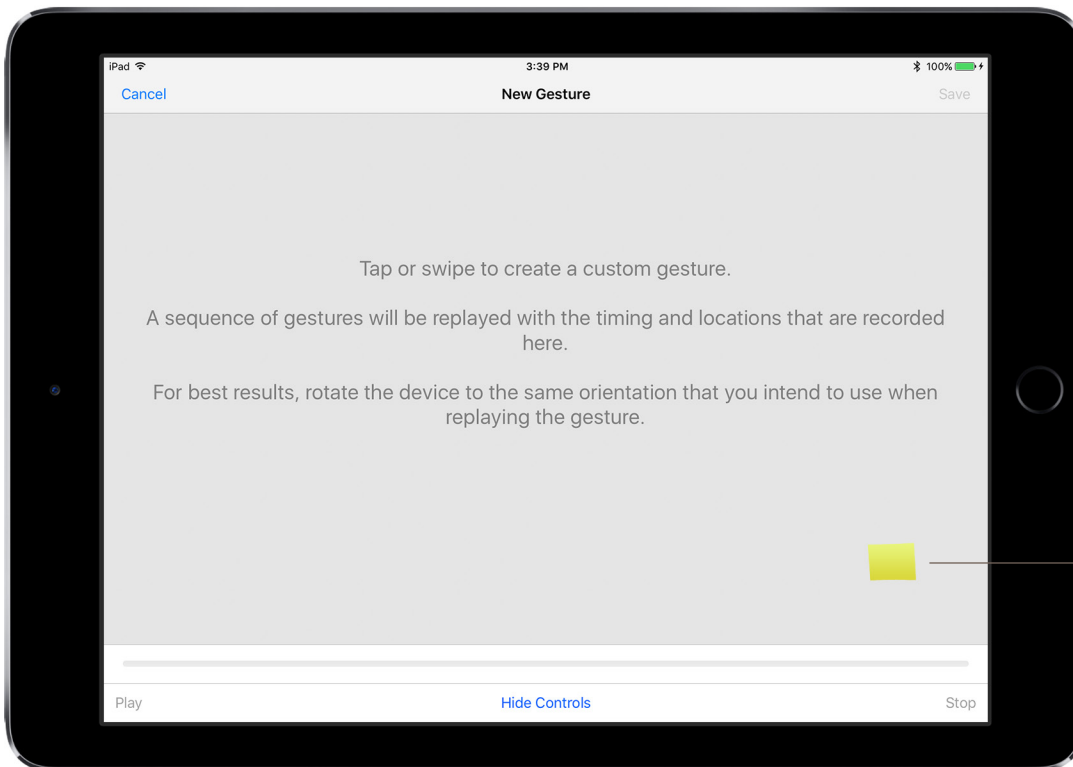 iPad 3:39 PM 100%
Cancel New Gesture Save
Tap or swipe to create a custom gesture.
A sequence of gestures will be replayed with the timing and locations that are recorded
here.
For best results, rotate the device to the same orientation that you intend to use when
replaying the gesture.
Play Hide Controls Stop